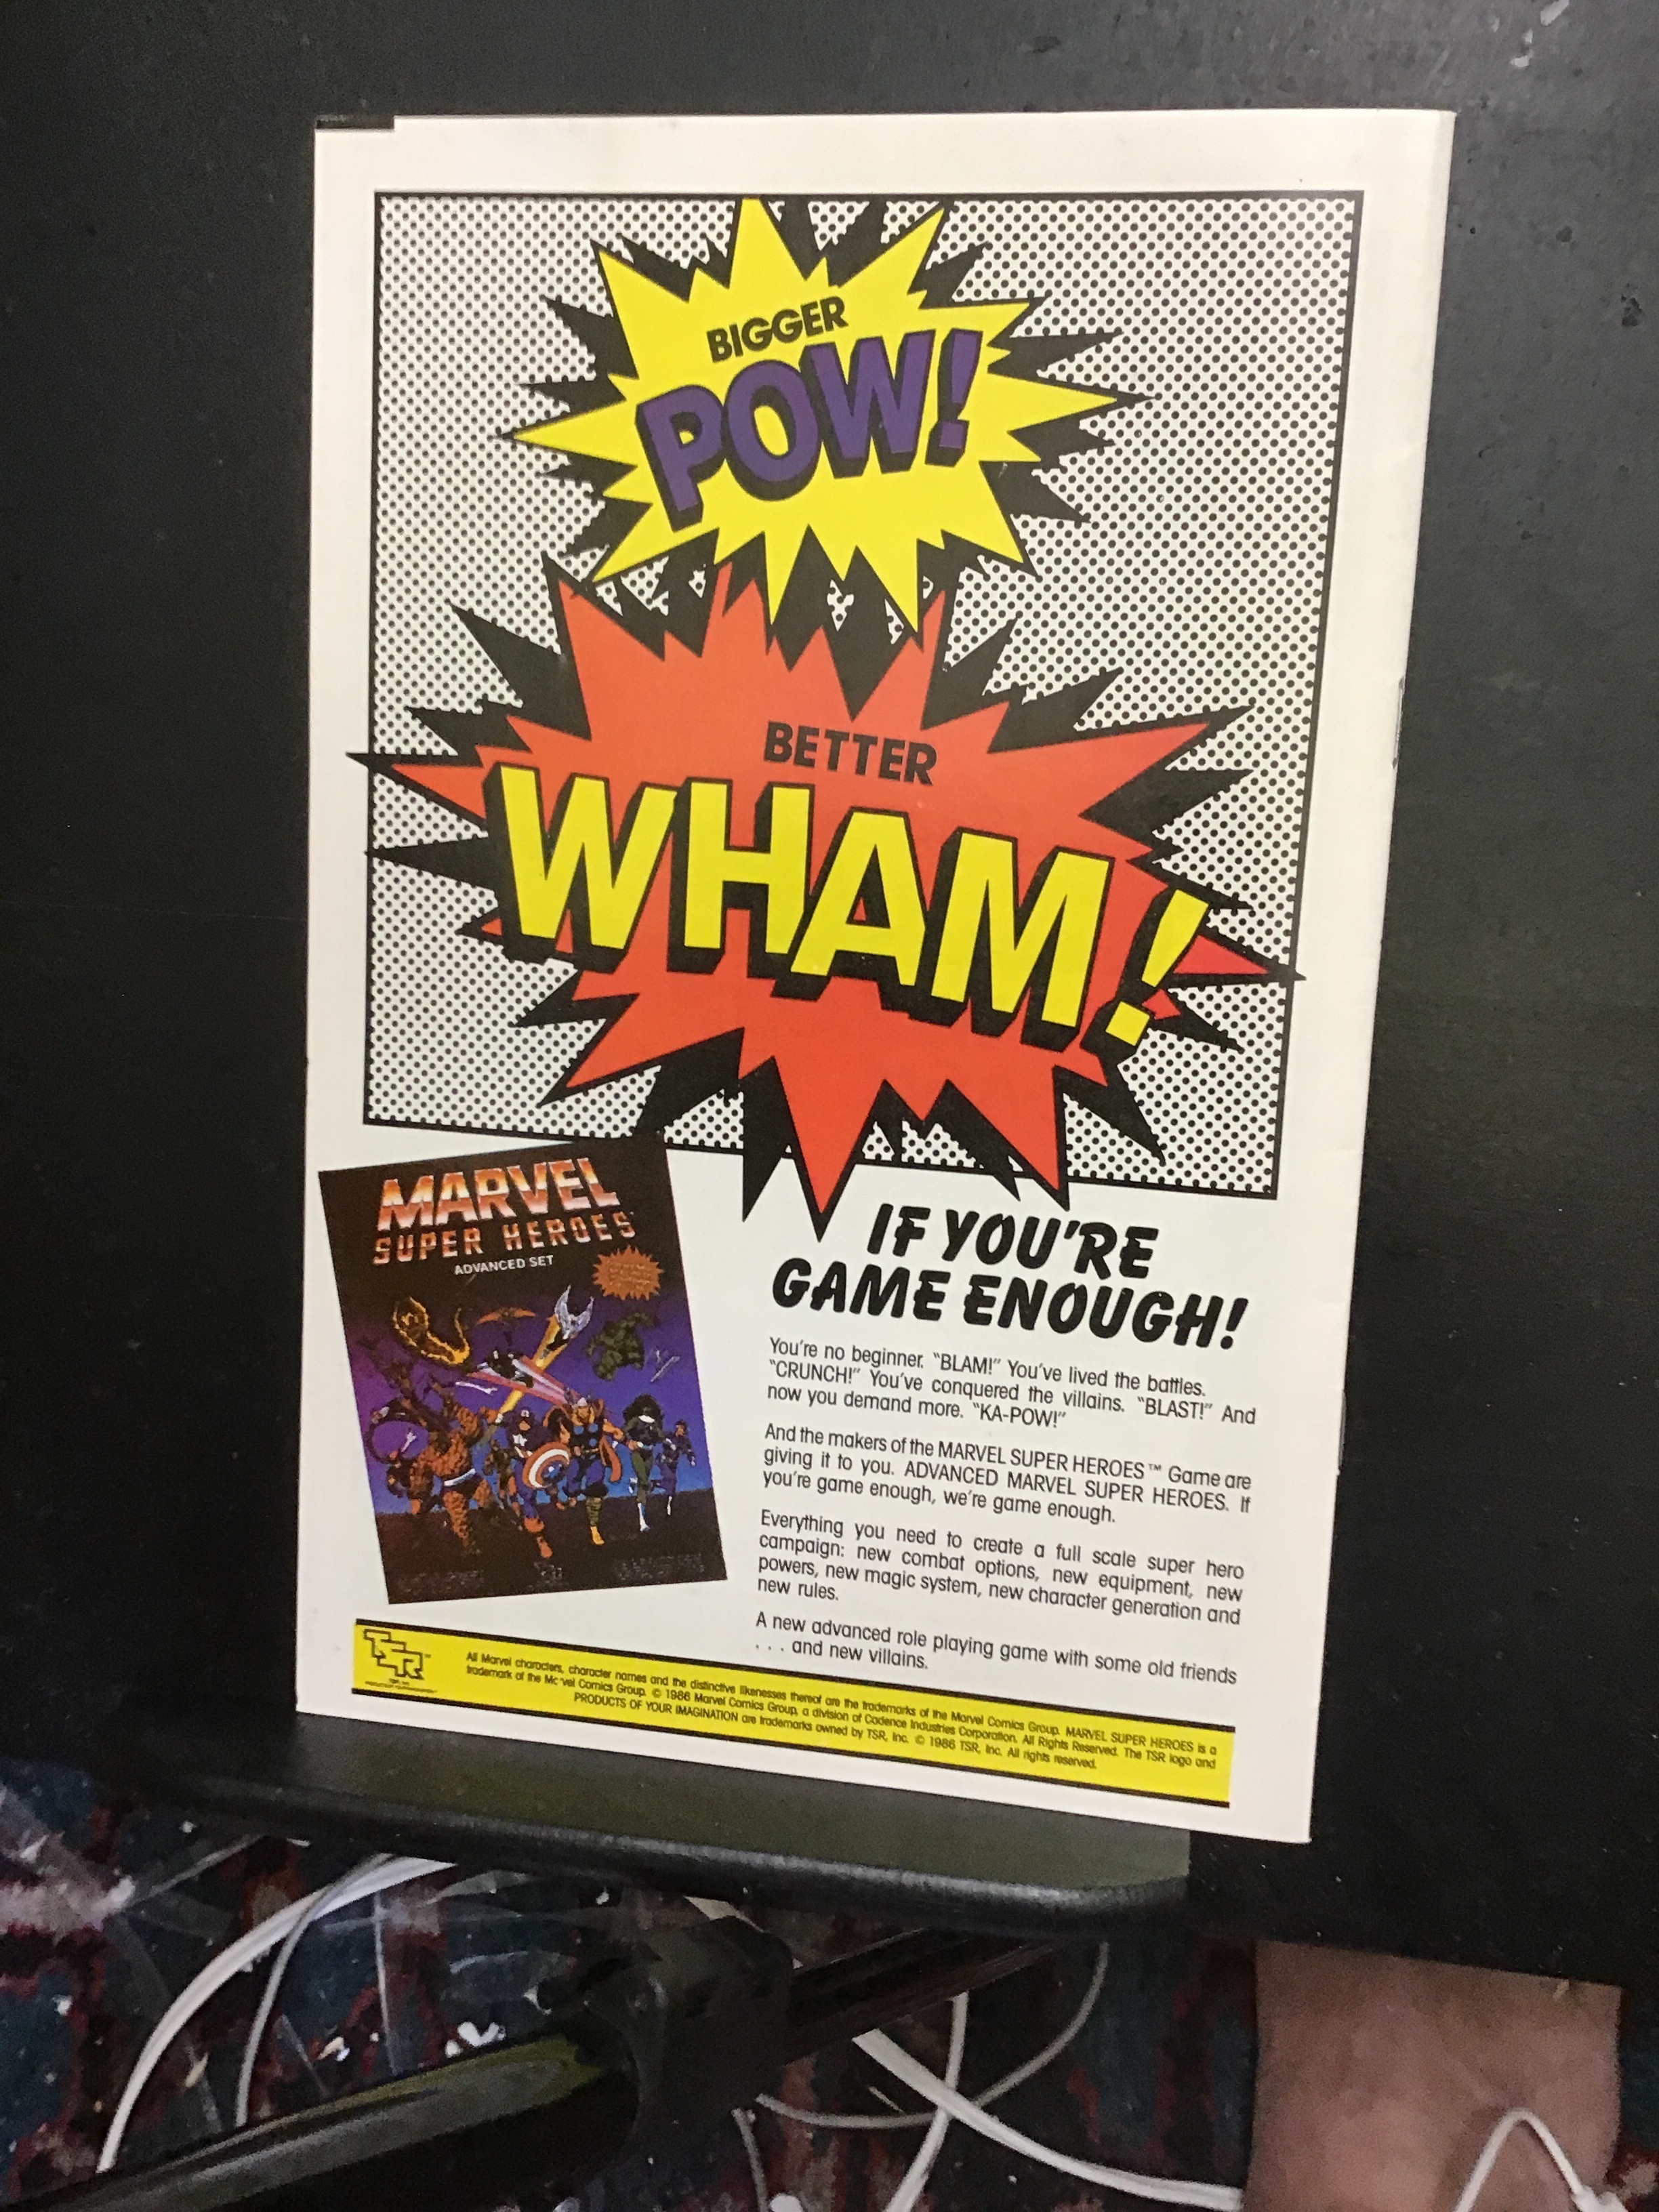 BIGGER
POW!
BETTER
WHAM!
MARVEL
SUPER HEROES
ADVANCED SET
IF YOU'RE
GAME ENOUGH!
You're no beginner. "BLAM!" You've lived the battles.
"CRUNCH!" You've conquered the villains. "BLAST!" And
now you demand more. "KA-POW!"
And the makers of the MARVEL SUPER HEROES™ Game are
giving it to you. ADVANCED MARVEL SUPER HEROES. If
you're game enough, we're game enough.
Everything you need to create a full scale super hero
campaign: new combat options, new equipment, new
powers, new magic system, new character generation and
new rules.
A new advanced role playing game with some old friends
. . . and new villains.
TSR™
All Marvel characters, character names and the distinctive likenesses thereof are the trademarks of the Marvel Comics Group. MARVEL SUPER HEROES is a
trademark of the Mc vel Comics Group. © 1986 Marvel Comics Group, a division of Cadence Industries Corporation. All Rights Reserved. The TSR logo and
PRODUCTS OF YOUR IMAGINATION are trademarks owned by TSR, Inc. © 1986 TSR, Inc. All rights reserved.